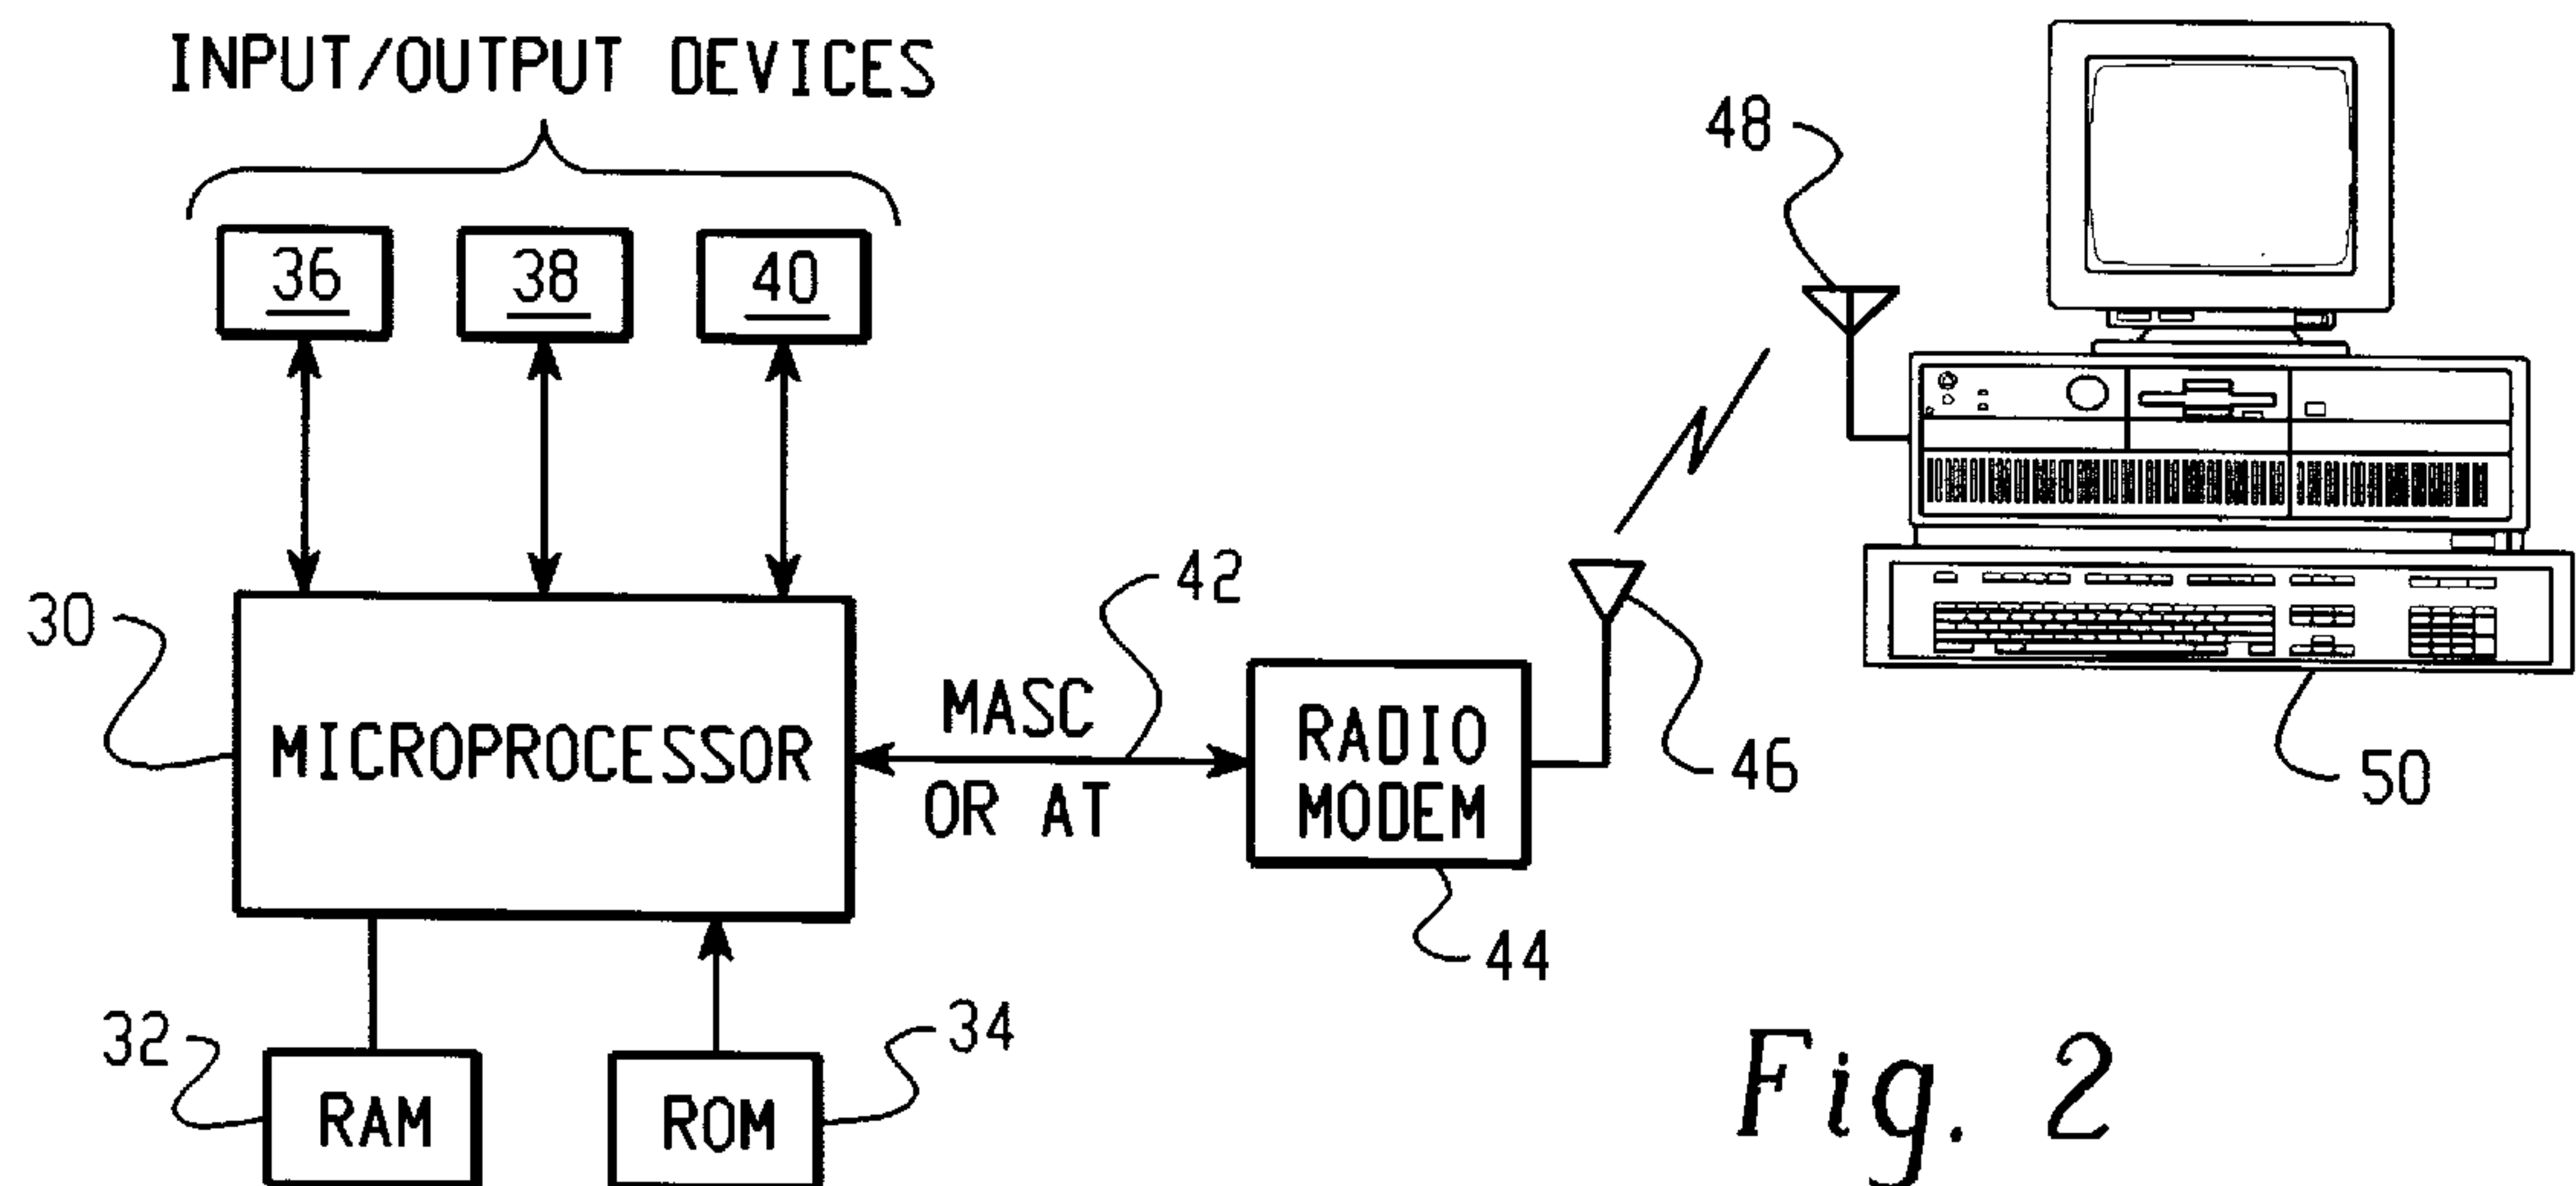 INPUT/OUTPUT DEVICES
48
36 38 40
30
42
MICROPROCESSOR
MASC
OR AT
RADIO
MODEM
46
50
44
32
34
RAM
ROM
Fig. 2